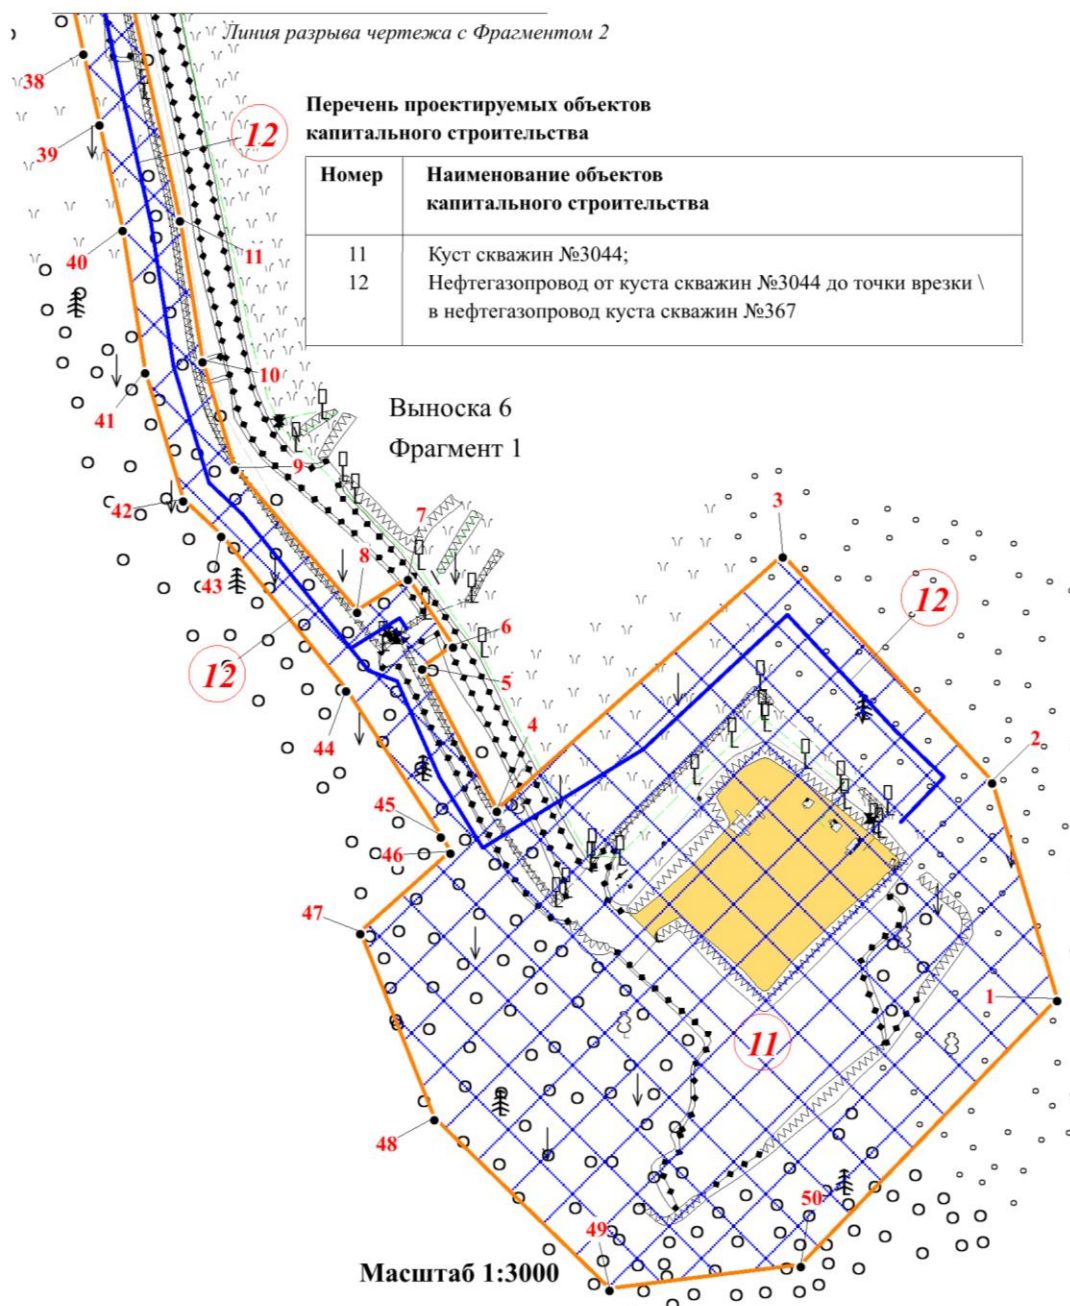 Линия разрыва чертежа с Фрагментом 2
38
Перечень проектируемых объектов
капитального строительства
12
39
Номер
Наименование объектов
капитального строительства
40
11
11
Куст скважин №3044;
12
Нефтегазопровод от куста скважин №3044 до точки врезки \
в нефтегазопровод куста скважин №367
10
41
Выноска 6
Фрагмент 1
9
3
42
7
8
43
12
6
12
5
44
4
2
45
46
47
1
11
48
50
49
Масштаб 1:3000